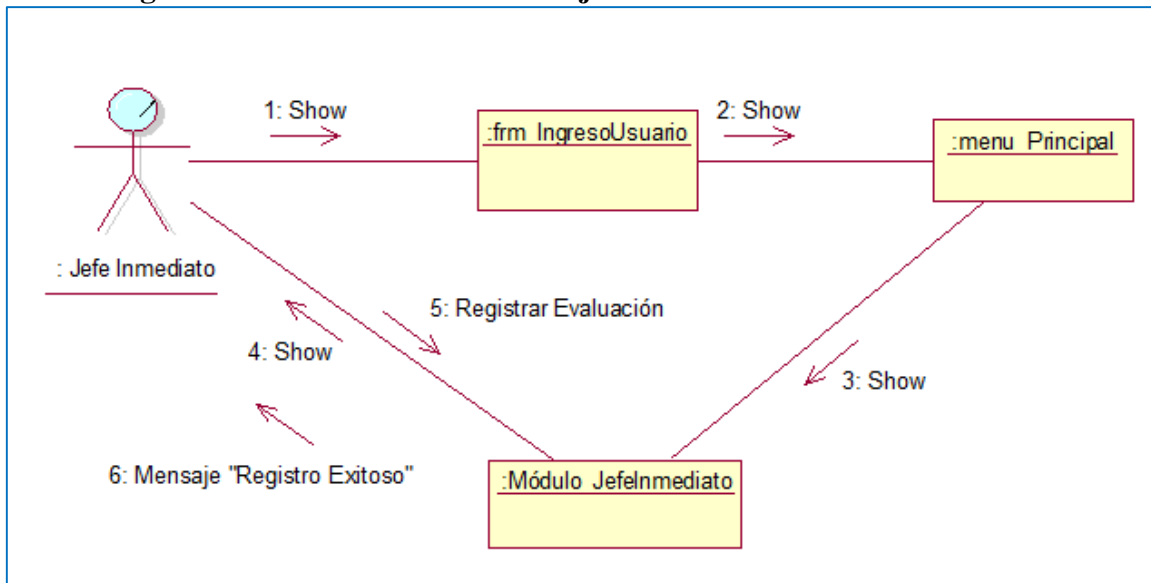 1: Show
2: Show
:frm_IngresoUsuario
:menu_Principal
: Jefe Inmediato
5: Registrar Evaluación
4: Show
3: Show
6: Mensaje "Registro Exitoso"
:Módulo_JefeInmediato